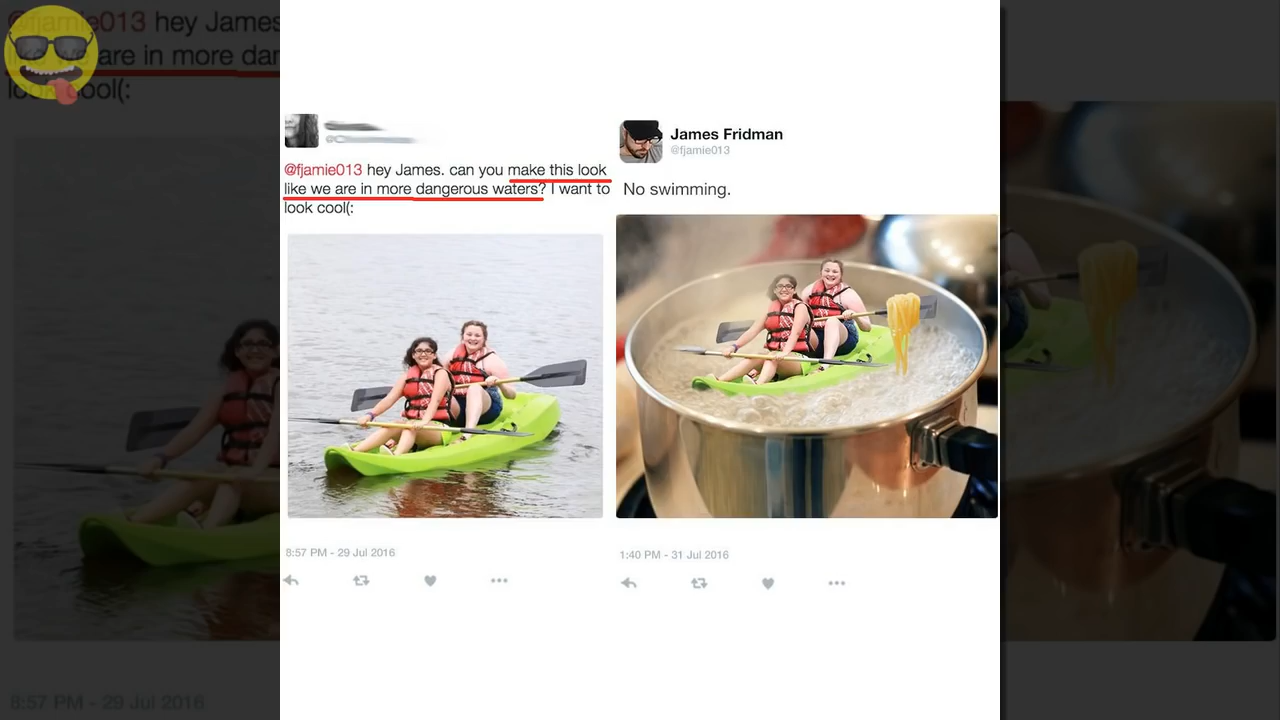 @fjamie013 hey James. can you make this look
like we are in more dangerous waters? I want to
look cool(:
8:57 PM - 29 Jul 2016
James Fridman
@fjamie013
No swimming.
1:40 PM - 31 Jul 2016
@fjamie013 hey James
like we are in more dan
look cool(:
8:57 PM - 29 Jul 2016